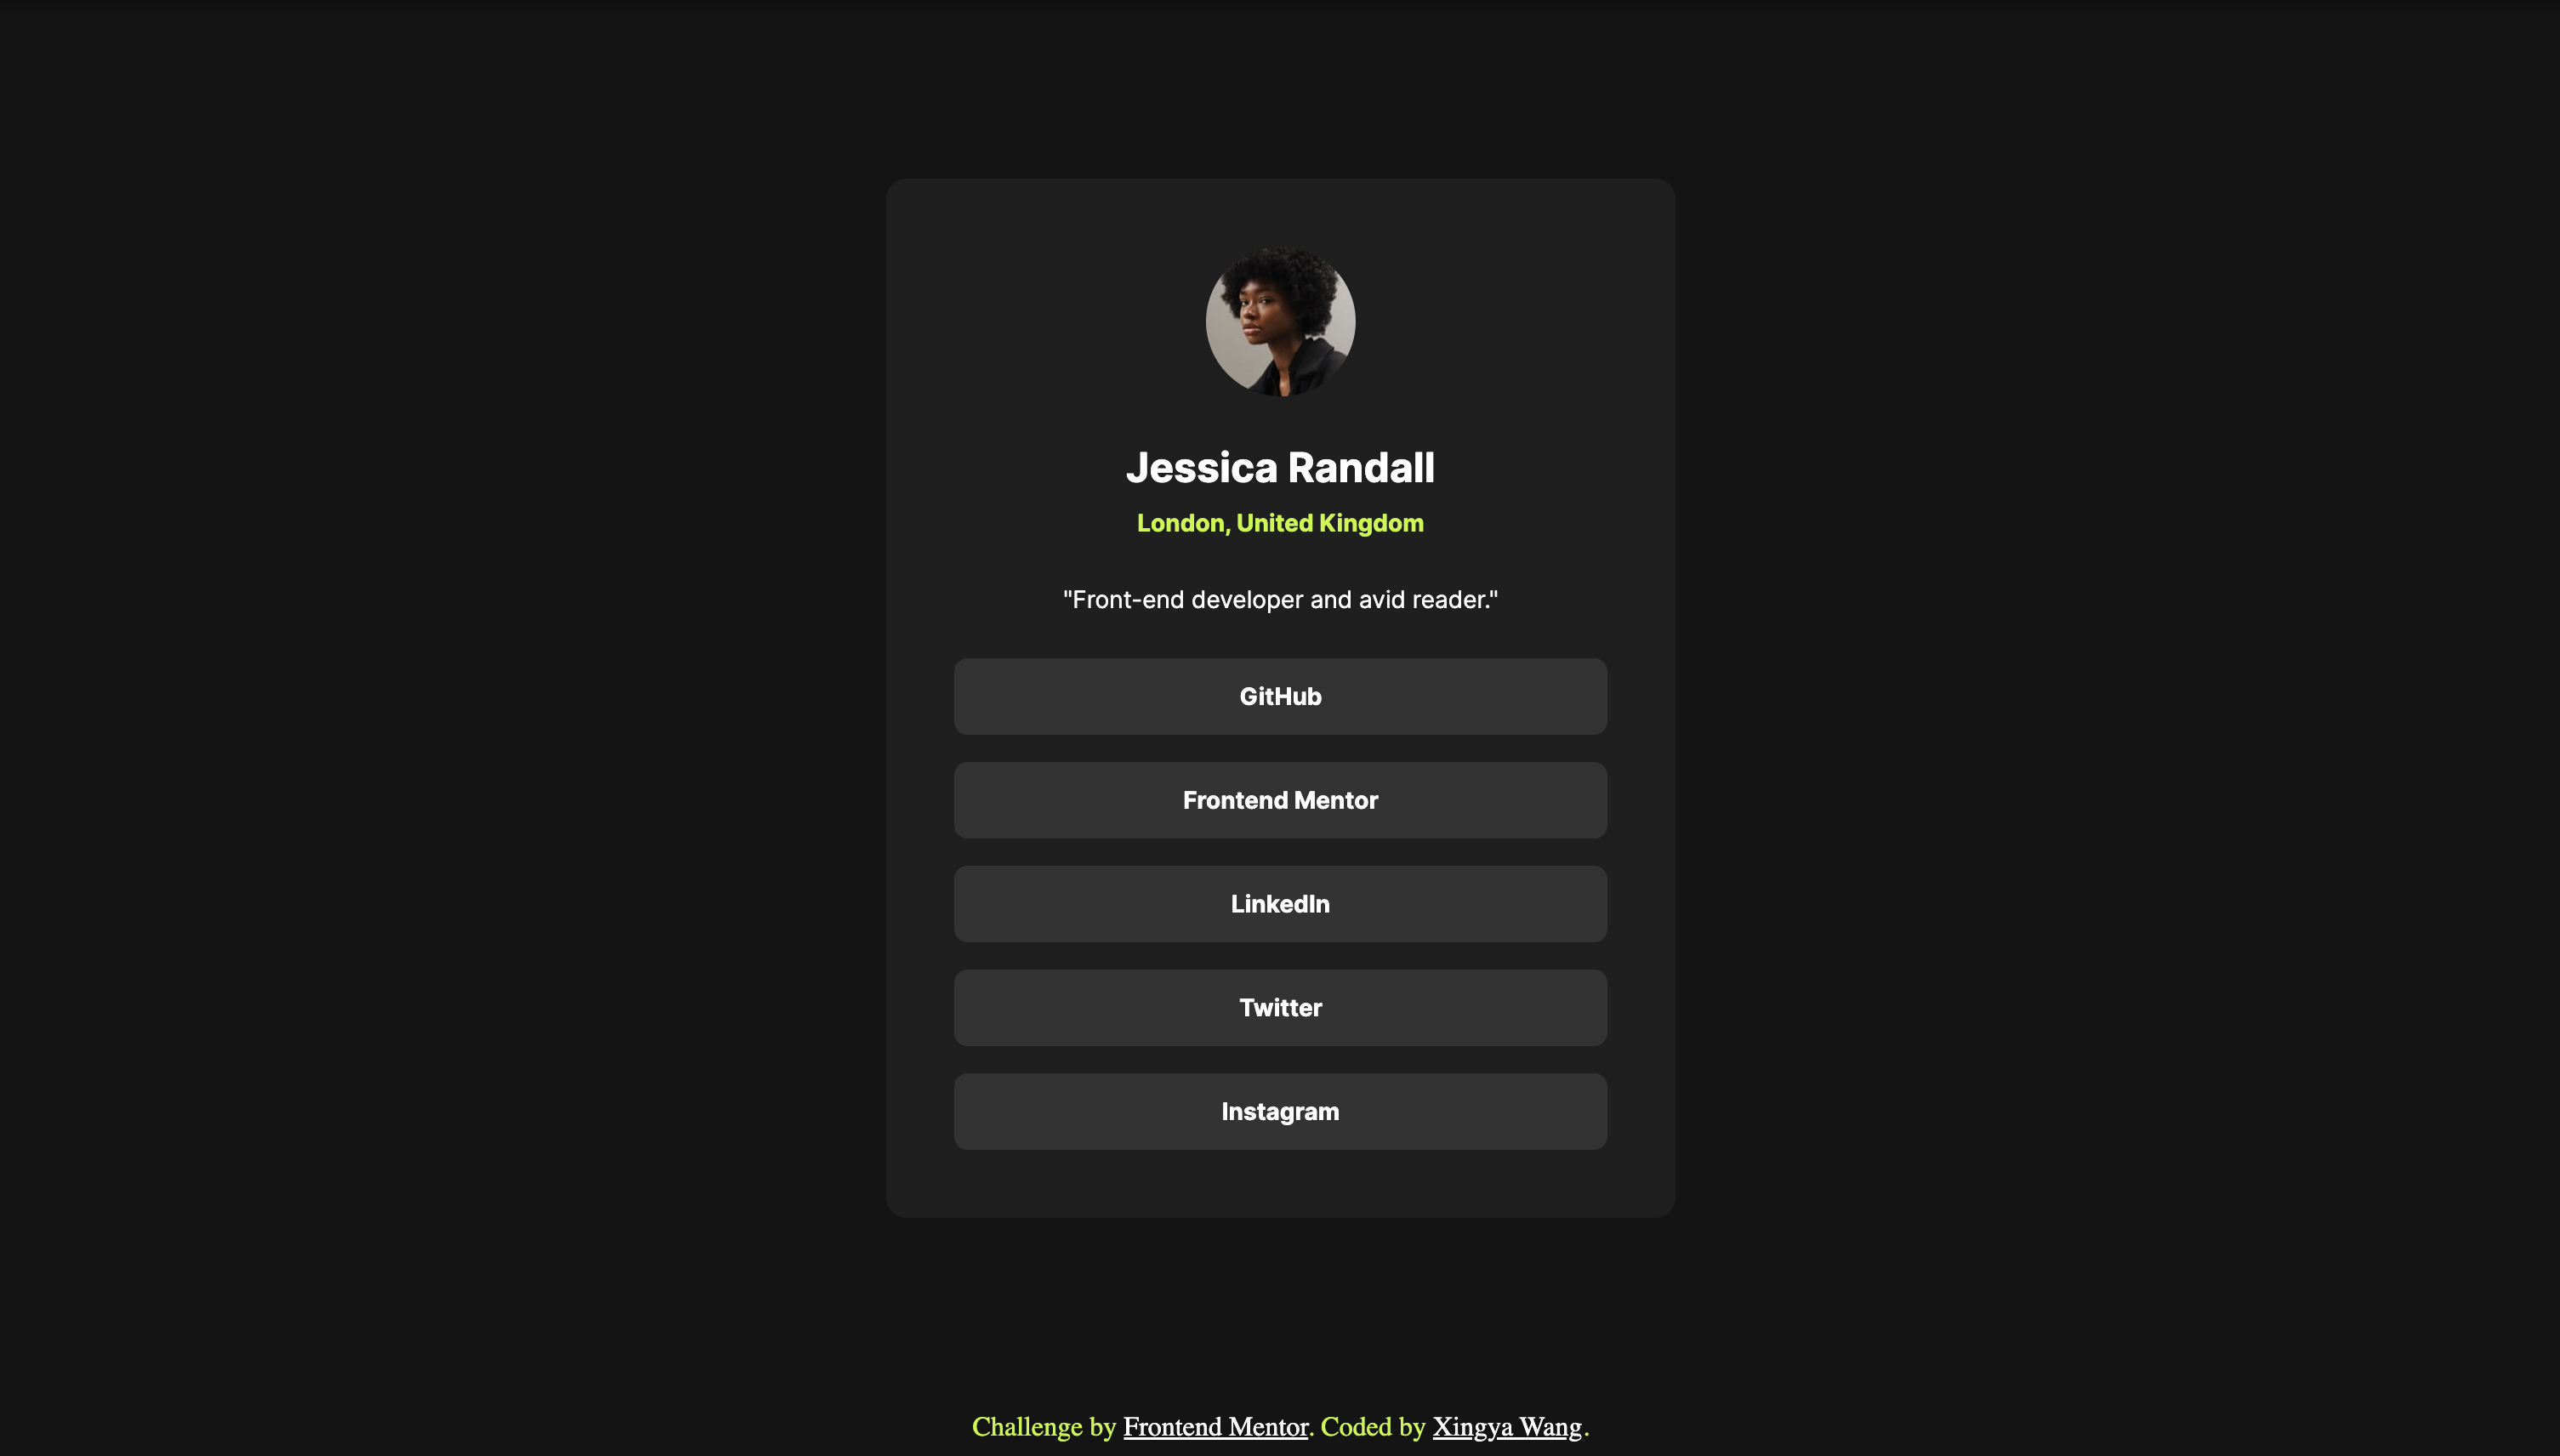 Jessica Randall
London, United Kingdom
"Front-end developer and avid reader."
GitHub
Frontend Mentor
LinkedIn
Twitter
Instagram
Challenge by Frontend Mentor. Coded by Xingya Wang.